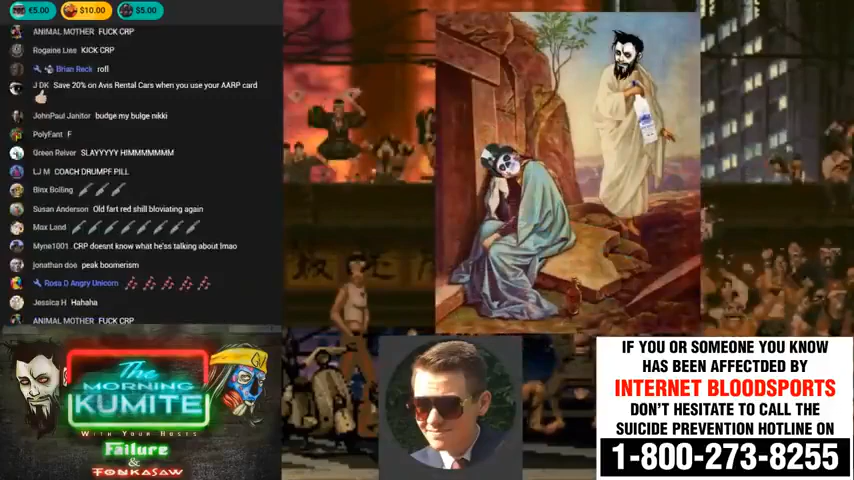 €5.00 $10.00 $5.00
ANIMAL MOTHER FUCK CRP
Rogaine Line KICK CRP
Brian Reck rofl
J DK Save 20% on Avis Rental Cars when you use your AARP card
JohnPaul Janitor budge my bulge nikki
PolyFant F
Green Reiver SLAYYYYY HIMMMMMMM
LJ M COACH DRUMPF PILL
Binx Bolling
Susan Anderson Old fart red shill bloviating again
Max Land
Myne1001 CRP doesnt know what he'ss talking about lmao
jonathan doe peak boomerism
Rosa D Angry Unicorn
Jessica H Hahaha
ANIMAL MOTHER FUCK CRP
The
MORNING
KUMITE
WITH YOUR HOSTS
Failure
&
TONKASAW
IF YOU OR SOMEONE YOU KNOW
HAS BEEN AFFECTDED BY
INTERNET BLOODSPORTS
DON'T HESITATE TO CALL THE
SUICIDE PREVENTION HOTLINE ON
1-800-273-8255